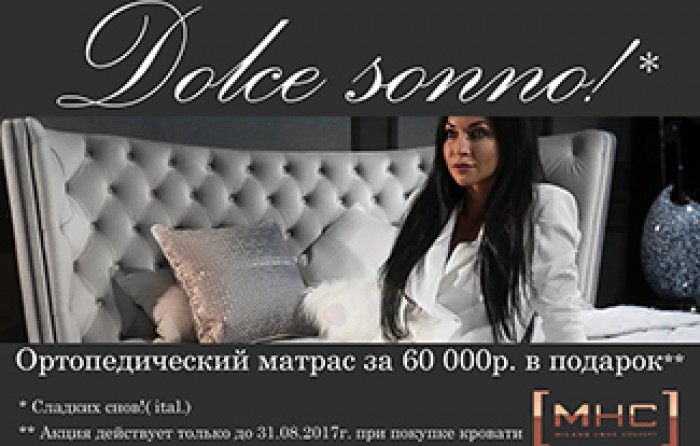 Dolce sonno!*
Ортопедический матрас за 60 000р. в подарок**
* Сладких снов!( ital.)
** Акция действует только до 31.08.2017г. при покупке кровати
[MHC]
MILANO HOME CONCEPT